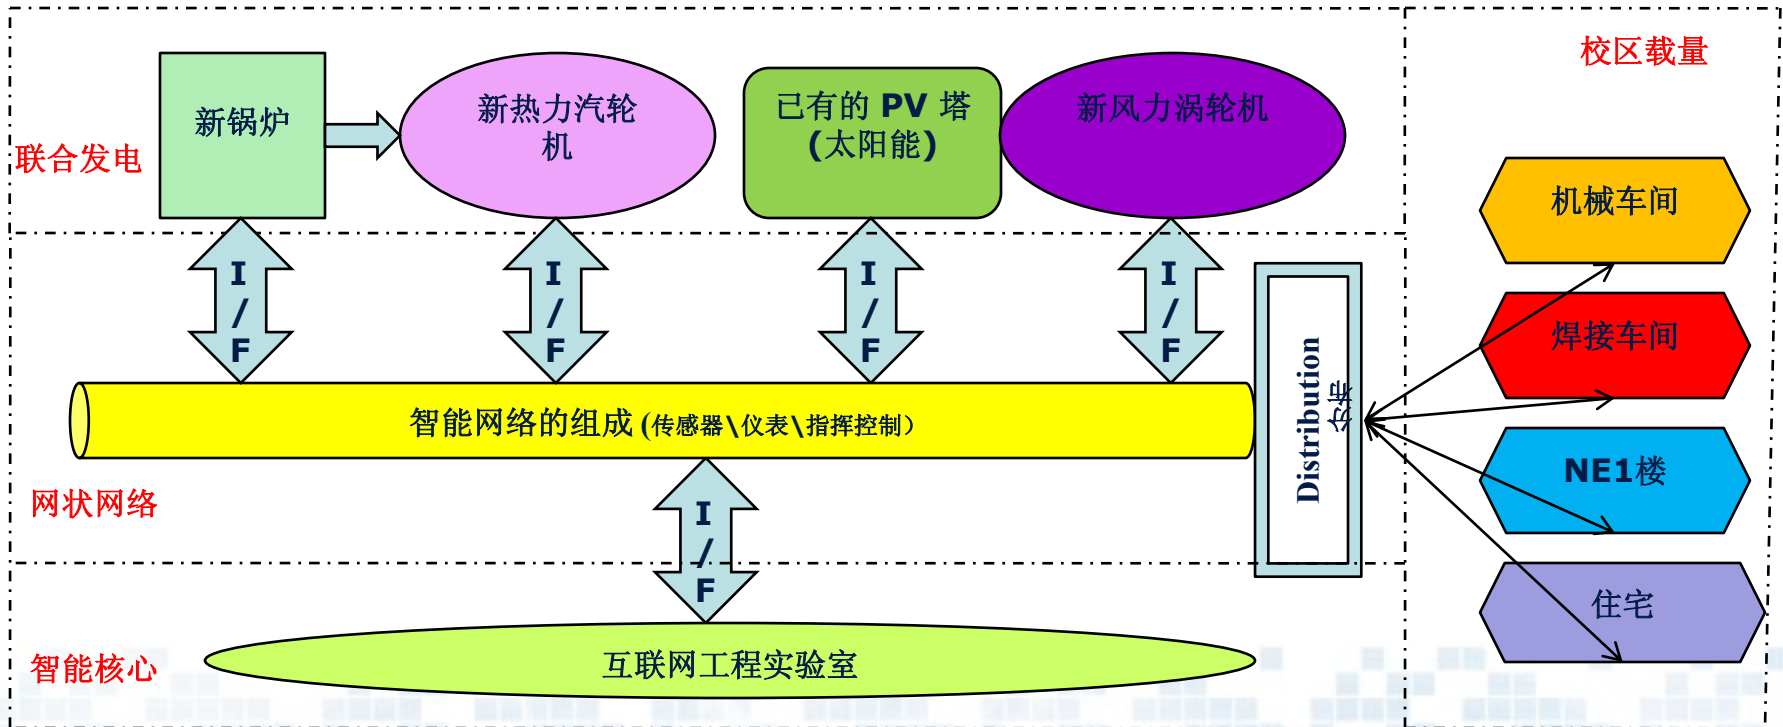 校区载量
新锅炉
新热力汽轮
机
已有的 PV 塔
(太阳能)
新风力涡轮机
联合发电
机械车间
I
/
F
I
/
F
I
/
F
I
/
F
焊接车间
Distribution
分布
智能网络的组成 (传感器\仪表\指挥控制）
NE1楼
网状网络
I
/
F
住宅
智能核心
互联网工程实验室